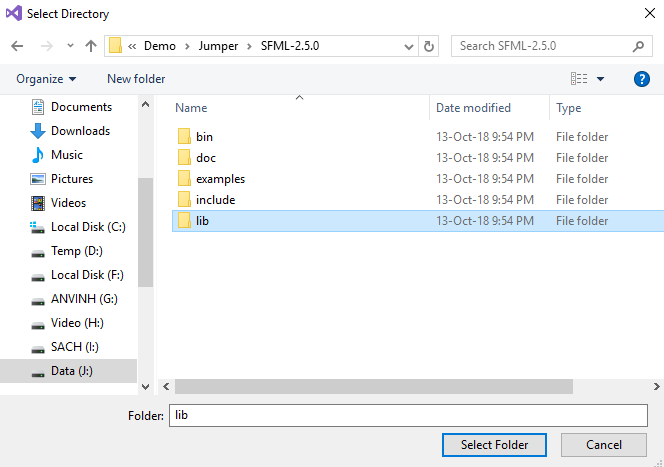 Select Directory
« Demo > Jumper > SFML-2.5.0
Search SFML-2.5.0
Organize
New folder
Documents
Downloads
Music
Pictures
Videos
Local Disk (C:)
Temp (D:)
Local Disk (F:)
ANVINH (G:)
Video (H:)
SACH (I:)
Data (J:)
Name Date modified Type
bin 13-Oct-18 9:54 PM File folder
doc 13-Oct-18 9:54 PM File folder
examples 13-Oct-18 9:54 PM File folder
include 13-Oct-18 9:54 PM File folder
lib 13-Oct-18 9:54 PM File folder
Folder: lib
Select Folder Cancel